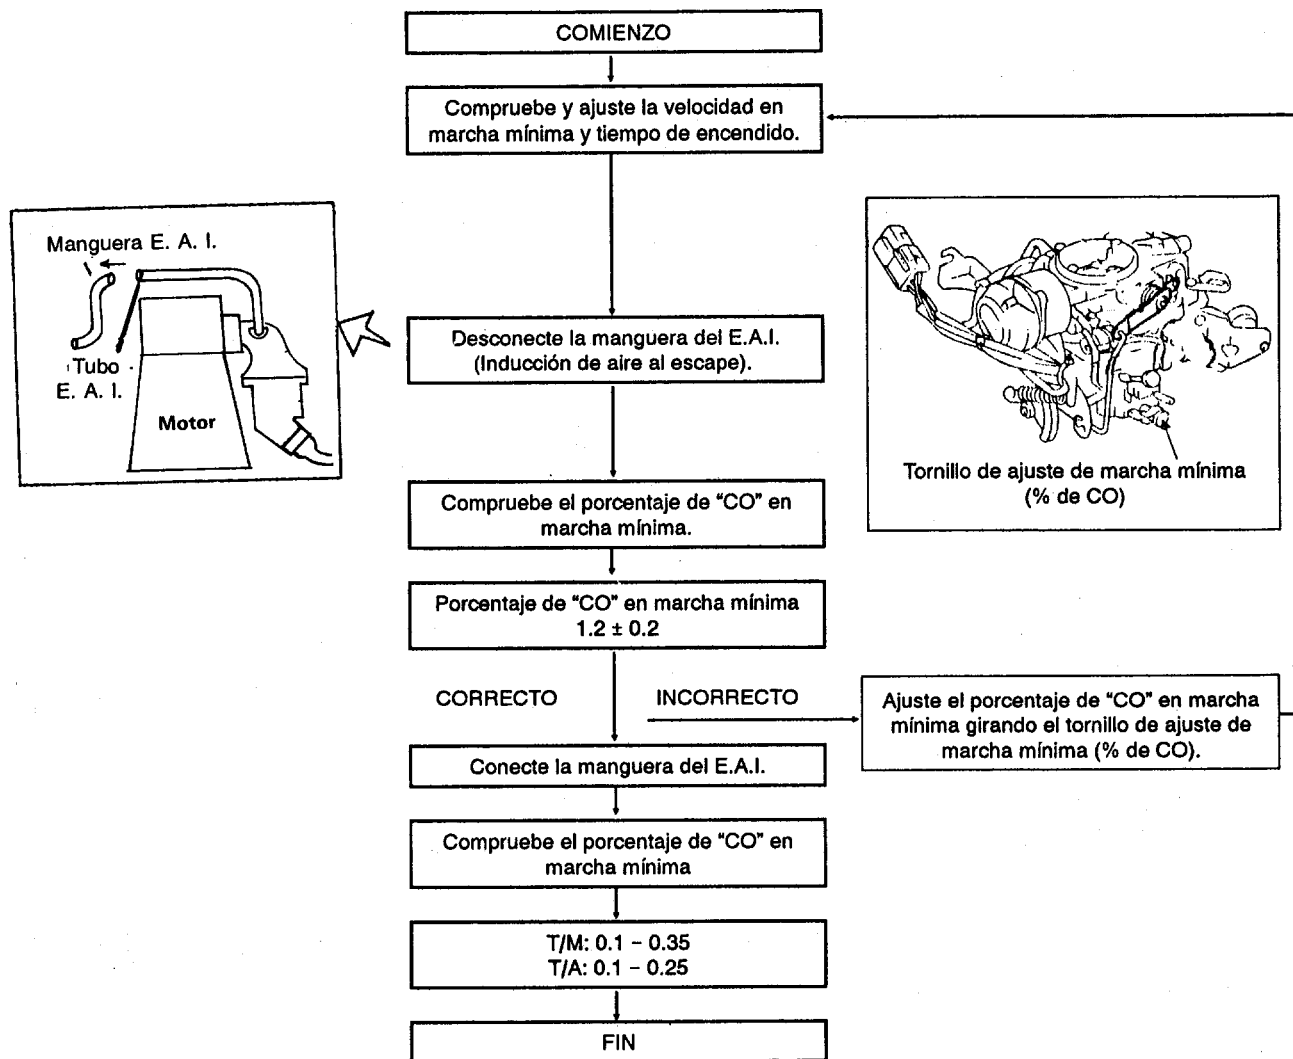 COMIENZO
Compruebe y ajuste la velocidad en
marcha mínima y tiempo de encendido.
Manguera E. A. I.
Tubo
E. A. I.
Motor
Desconecte la manguera del E.A.I.
(Inducción de aire al escape).
Tornillo de ajuste de marcha mínima
(% de CO)
Compruebe el porcentaje de "CO" en
marcha mínima.
Porcentaje de "CO" en marcha mínima
1.2 ± 0.2
CORRECTO
INCORRECTO
Ajuste el porcentaje de "CO" en marcha
mínima girando el tornillo de ajuste de
marcha mínima (% de CO).
Conecte la manguera del E.A.I.
Compruebe el porcentaje de "CO" en
marcha mínima
T/M: 0.1 – 0.35
T/A: 0.1 – 0.25
FIN